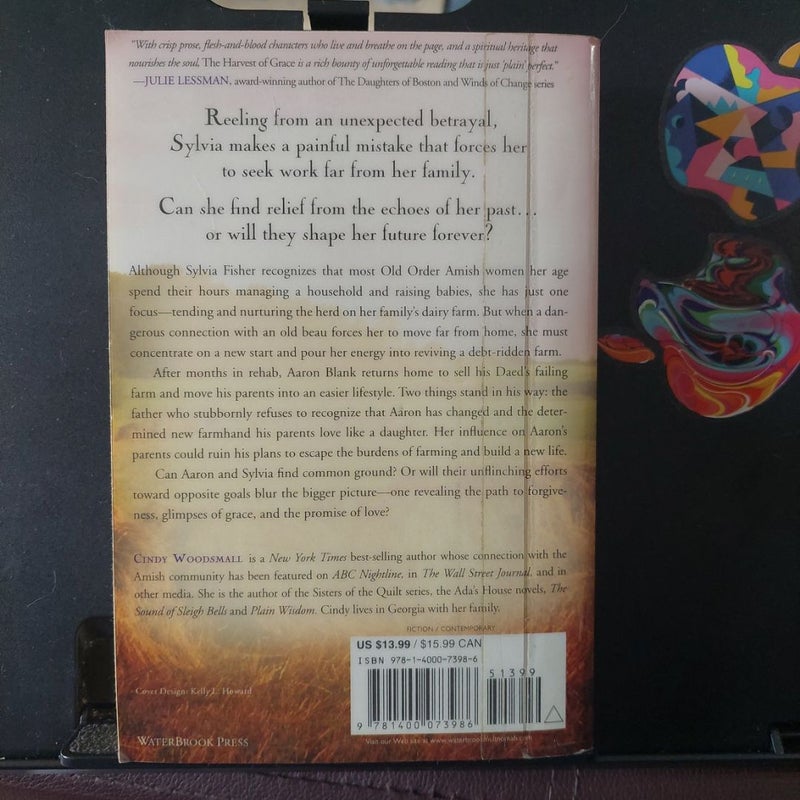 "With crisp prose, flesh-and-blood characters who live and breathe on the page, and a spiritual heritage that
nourishes the soul, The Harvest of Grace is a rich bounty of unforgettable reading that is just 'plain' perfect."
—JULIE LESSMAN, award-winning author of The Daughters of Boston and Winds of Change series
Reeling from an unexpected betrayal,
Sylvia makes a painful mistake that forces her
to seek work far from her family.
Can she find relief from the echoes of her past...
or will they shape her future forever?
Although Sylvia Fisher recognizes that most Old Order Amish women her age
spend their hours managing a household and raising babies, she has just one
focus—tending and nurturing the herd on her family's dairy farm. But when a dan-
gerous connection with an old beau forces her to move far from home, she must
concentrate on a new start and pour her energy into reviving a debt-ridden farm.
After months in rehab, Aaron Blank returns home to sell his Daed's failing
farm and move his parents into an easier lifestyle. Two things stand in his way: the
father who stubbornly refuses to recognize that Aaron has changed and the deter-
mined new farmhand his parents love like a daughter. Her influence on Aaron's
parents could ruin his plans to escape the burdens of farming and build a new life.
Can Aaron and Sylvia find common ground? Or will their unflinching efforts
toward opposite goals blur the bigger picture—one revealing the path to forgive-
ness, glimpses of grace, and the promise of love?
CINDY WOODSMALL is a New York Times best-selling author whose connection with the
Amish community has been featured on ABC Nightline, in The Wall Street Journal, and in
other media. She is the author of the Sisters of the Quilt series, the Ada's House novels, The
Sound of Sleigh Bells and Plain Wisdom. Cindy lives in Georgia with her family.
FICTION / CONTEMPORARY
US $13.99 / $15.99 CAN
ISBN 978-1-4000-7398-6
51399
9 781400 073986
Cover Design: Kelly L. Howard
WATERBROOK PRESS
Visit our Web site at www.waterbrookmultnomah.com